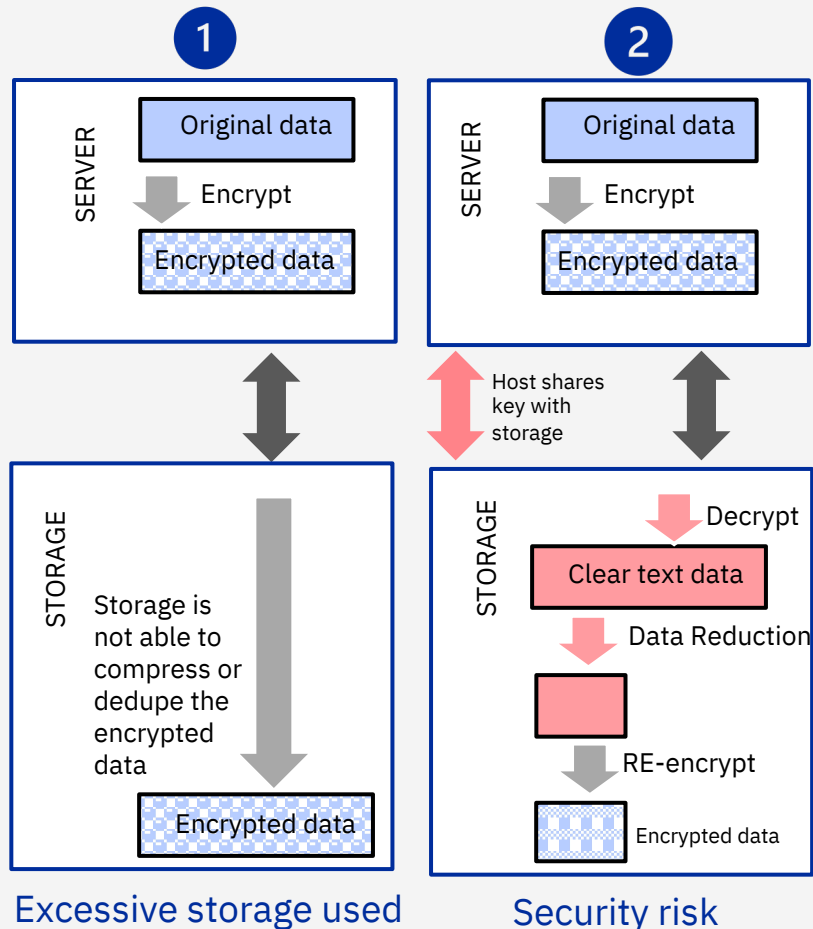 1
SERVER
Original data
Encrypt
Encrypted data
STORAGE
Storage is
not able to
compress or
dedupe the
encrypted
data
Encrypted data
Excessive storage used
2
SERVER
Original data
Encrypt
Encrypted data
Host shares
key with
storage
STORAGE
Decrypt
Clear text data
Data Reduction
RE-encrypt
Encrypted data
Security risk